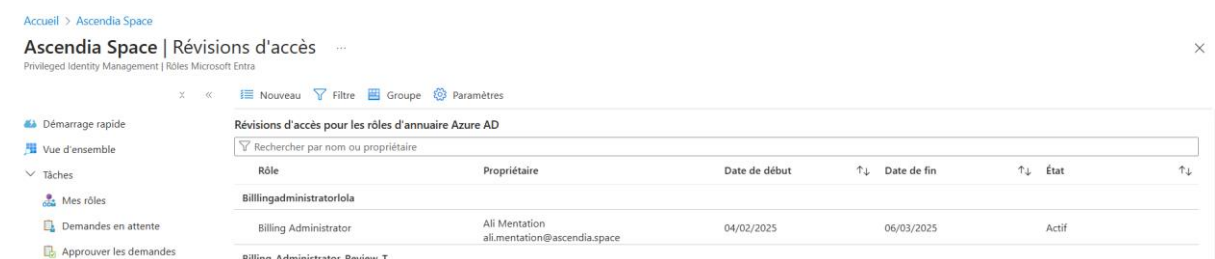 Accueil > Ascendia Space
Ascendia Space | Révisions d'accès ...
Privileged Identity Management | Rôles Microsoft Entra
Nouveau Filtre Groupe Paramètres
Démarrage rapide
Vue d'ensemble
Tâches
Mes rôles
Demandes en attente
Approuver les demandes
Révisions d'accès pour les rôles d'annuaire Azure AD
Rechercher par nom ou propriétaire
Rôle Propriétaire Date de début Date de fin État
Billlingadministratorlola
Billing Administrator Ali Mentation 04/02/2025 06/03/2025 Actif
ali.mentation@ascendia.space
Billing_Administrator_Review_T